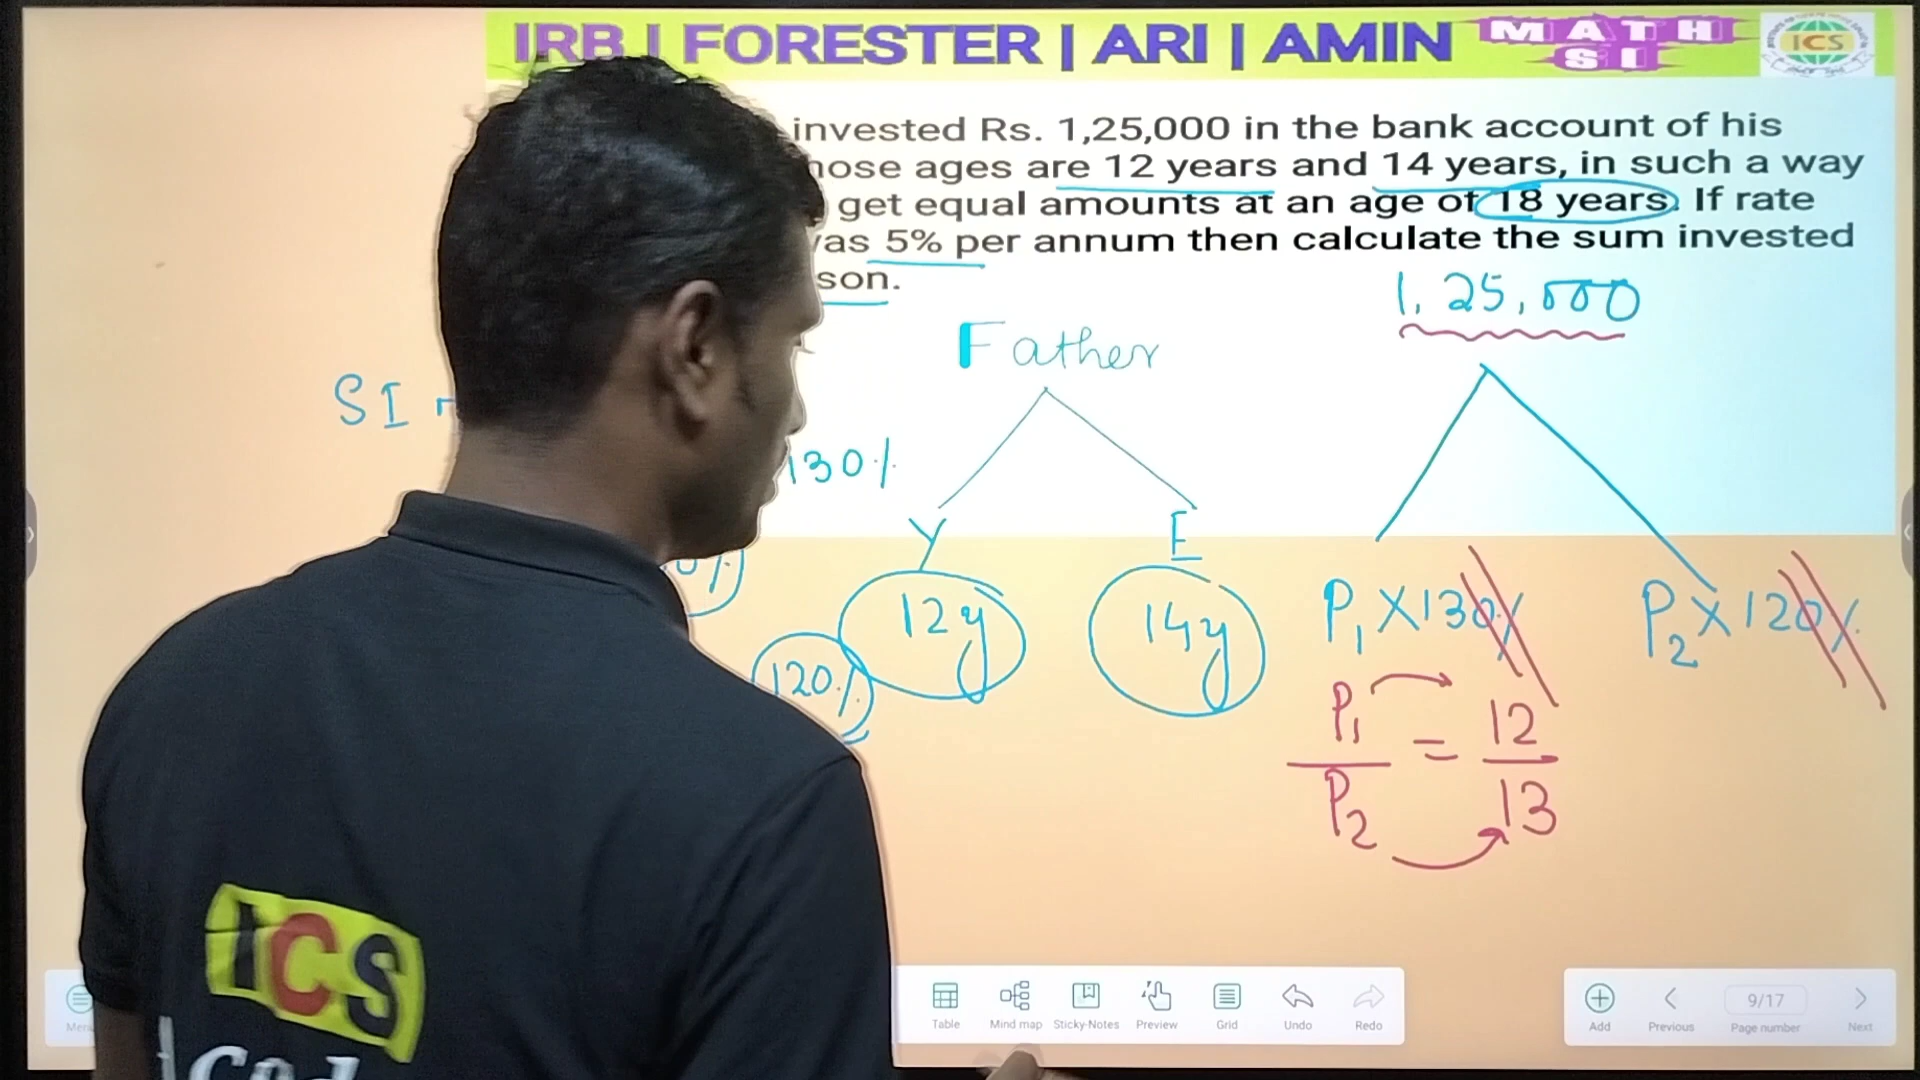 IRB | FORESTER | ARI | AMIN
MATH
SI
ICS
invested Rs. 1,25,000 in the bank account of his
ages are 12 years and 14 years, in such a way
get equal amounts at an age of 18 years. If rate
5% per annum then calculate the sum invested
son.
1,25,000
Father
SI
130%
Y
E
12y
14y
P₁ X 130%
P₂ X 120%
120%
P₁ = 12
P₂ 13
ICS
Table
Mind map
Sticky-Notes
Preview
Grid
Undo
Redo
Add
Previous
9/17
Page number
Next